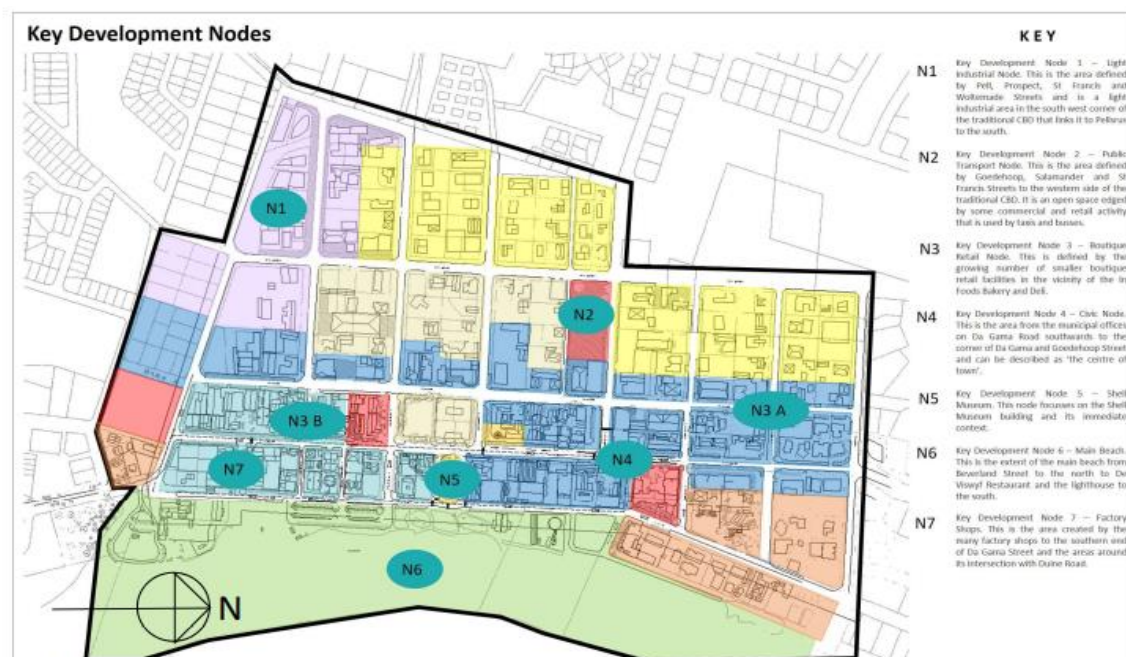 Key Development Nodes
KEY
N1
Key Development Node 1 – Light
Industrial Node. This is the area defined
by Pell, Prospect, St Francis and
Woltemade Streets and is a light
industrial area in the south west corner of
the traditional CBD that links it to Pellsrus
to the south.
N2
Key Development Node 2 – Public
Transport Node. This is the area defined
by Goedehoop, Salamander and St
Francis Streets to the western side of the
traditional CBD. It is an open space edged
by some commercial and retail activity
that is used by taxis and busses.
N3
Key Development Node 3 – Boutique
Retail Node. This is defined by the
growing number of smaller boutique
retail facilities in the vicinity of the In
Foods Bakery and Deli.
N4
Key Development Node 4 – Civic Node.
This is the area from the municipal offices
on Da Gama Road southwards to the
corner of Da Gama and Goedehoop Street
and can be described as 'the centre of
town'.
N5
Key Development Node 5 – Shell
Museum. This node focusses on the Shell
Museum building and its immediate
context.
N6
Key Development Node 6 – Main Beach.
This is the extent of the main beach from
Beverland Street to the north to De
Viswyf Restaurant and the lighthouse to
the south.
N7
Key Development Node 7 – Factory
Shops. This is the area created by the
many factory shops to the southern end
of Da Gama Street and the areas around
its intersection with Duine Road.
N1
N2
N3 A
N3 B
N4
N7
N5
N6
N